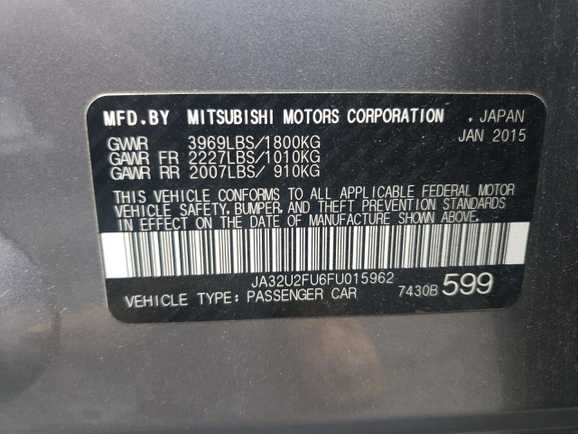 MFD.BY MITSUBISHI MOTORS CORPORATION , JAPAN
GVWR 3969LBS/1800KG JAN 2015
GAWR FR 2227LBS/1010KG
GAWR RR 2007LBS/ 910KG
THIS VEHICLE CONFORMS TO ALL APPLICABLE FEDERAL MOTOR
VEHICLE SAFETY, BUMPER, AND THEFT PREVENTION STANDARDS
IN EFFECT ON THE DATE OF MANUFACTURE SHOWN ABOVE.
JA32U2FU6FU015962
VEHICLE TYPE: PASSENGER CAR 7430B 599